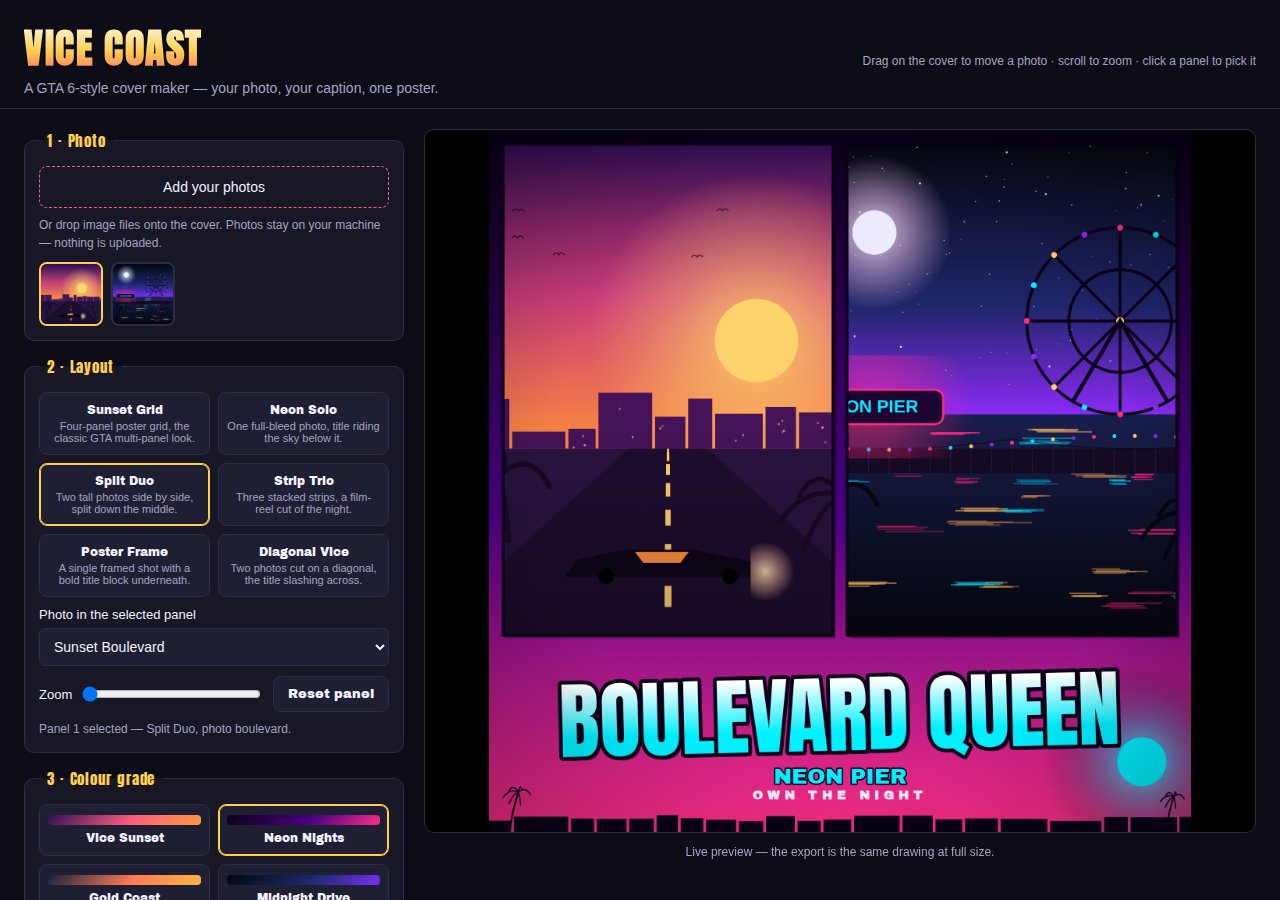 VICE COAST
A GTA 6-style cover maker — your photo, your caption, one poster.
Drag on the cover to move a photo · scroll to zoom · click a panel to pick it
1 · Photo
Add your photos
Or drop image files onto the cover. Photos stay on your machine
— nothing is uploaded.
2 · Layout
Sunset Grid
Four-panel poster grid, the
classic GTA multi-panel look.
Neon Solo
One full-bleed photo, title riding
the sky below it.
Split Duo
Two tall photos side by side,
split down the middle.
Strip Trio
Three stacked strips, a film-
reel cut of the night.
Poster Frame
A single framed shot with a
bold title block underneath.
Diagonal Vice
Two photos cut on a diagonal,
the title slashing across.
Photo in the selected panel
Sunset Boulevard
Zoom
Reset panel
Panel 1 selected — Split Duo, photo boulevard.
3 · Colour grade
Vice Sunset
Neon Nights
Gold Coast
Midnight Drive
ON PIER
BOULEVARD QUEEN
NEON PIER
OWN THE NIGHT
Live preview — the export is the same drawing at full size.